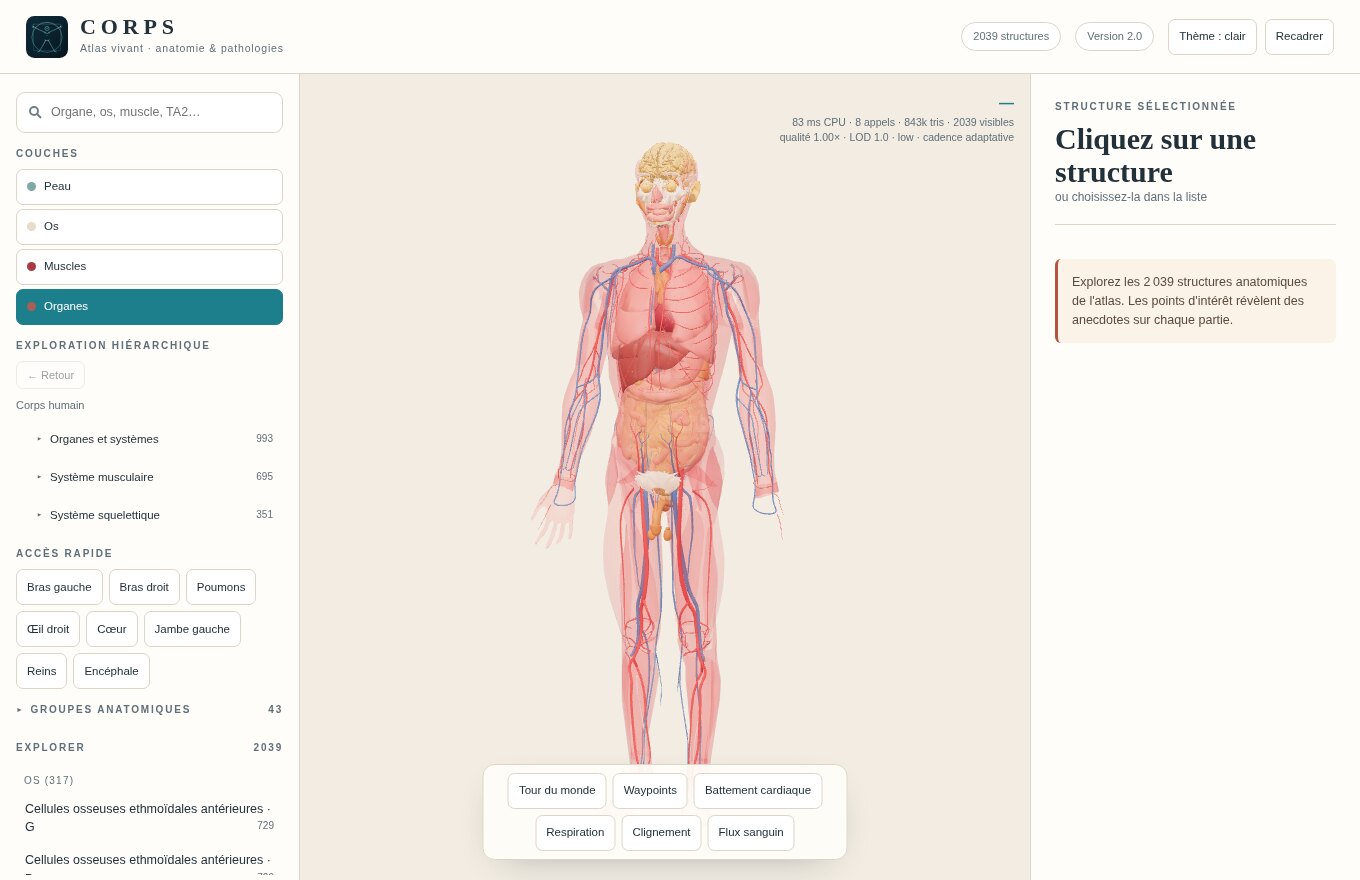 CORPS
Atlas vivant · anatomie & pathologies
2039 structures
Version 2.0
Thème : clair
Recadrer
Organe, os, muscle, TA2…
COUCHES
Peau
Os
Muscles
Organes
EXPLORATION HIÉRARCHIQUE
← Retour
Corps humain
▸ Organes et systèmes 993
▸ Système musculaire 695
▸ Système squelettique 351
ACCÈS RAPIDE
Bras gauche
Bras droit
Poumons
Œil droit
Cœur
Jambe gauche
Reins
Encéphale
▸ GROUPES ANATOMIQUES 43
EXPLORER 2039
OS (317)
Cellules osseuses ethmoïdales antérieures ·
G 729
Cellules osseuses ethmoïdales antérieures ·
—
83 ms CPU · 8 appels · 843k tris · 2039 visibles
qualité 1.00× · LOD 1.0 · low · cadence adaptative
Tour du monde
Waypoints
Battement cardiaque
Respiration
Clignement
Flux sanguin
STRUCTURE SÉLECTIONNÉE
Cliquez sur une
structure
ou choisissez-la dans la liste
Explorez les 2 039 structures anatomiques
de l'atlas. Les points d'intérêt révèlent des
anecdotes sur chaque partie.